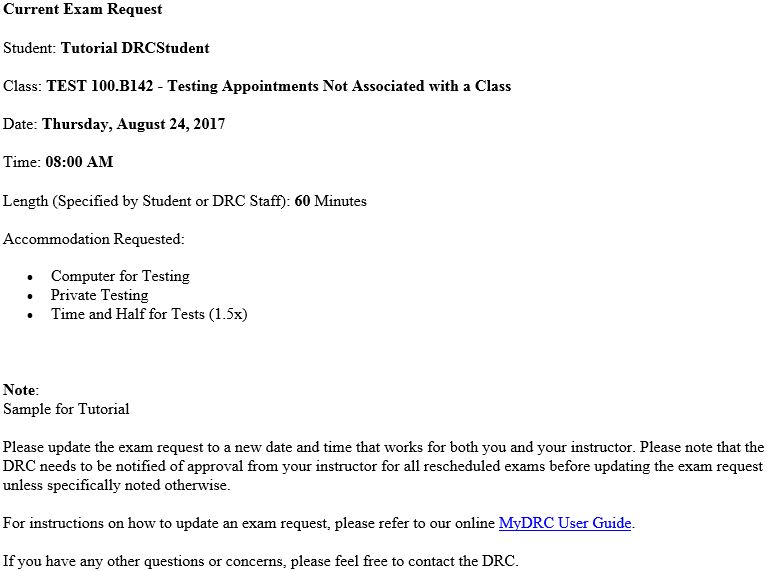 Current Exam Request
Student: Tutorial DRCStudent
Class: TEST 100.B142 - Testing Appointments Not Associated with a Class
Date: Thursday, August 24, 2017
Time: 08:00 AM
Length (Specified by Student or DRC Staff): 60 Minutes
Accommodation Requested:
• Computer for Testing
• Private Testing
• Time and Half for Tests (1.5x)
Note:
Sample for Tutorial
Please update the exam request to a new date and time that works for both you and your instructor. Please note that the
DRC needs to be notified of approval from your instructor for all rescheduled exams before updating the exam request
unless specifically noted otherwise.
For instructions on how to update an exam request, please refer to our online MyDRC User Guide.
If you have any other questions or concerns, please feel free to contact the DRC.